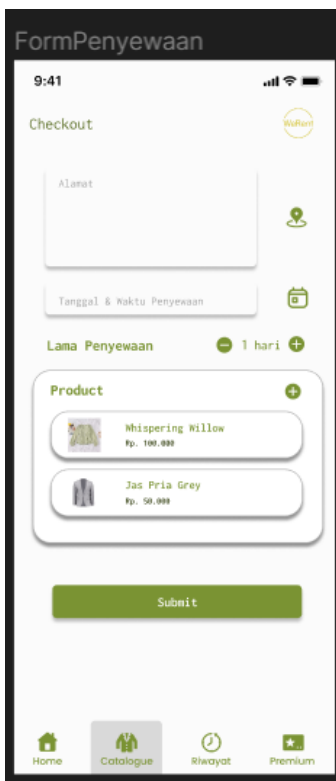 FormPenyewaan
9:41
Checkout
WeRent
Alamat
Tanggal & Waktu Penyewaan
Lama Penyewaan 1 hari
Product
Whispering Willow
Rp. 100.000
Jas Pria Grey
Rp. 50.000
Submit
Home Catalogue Riwayat Premium